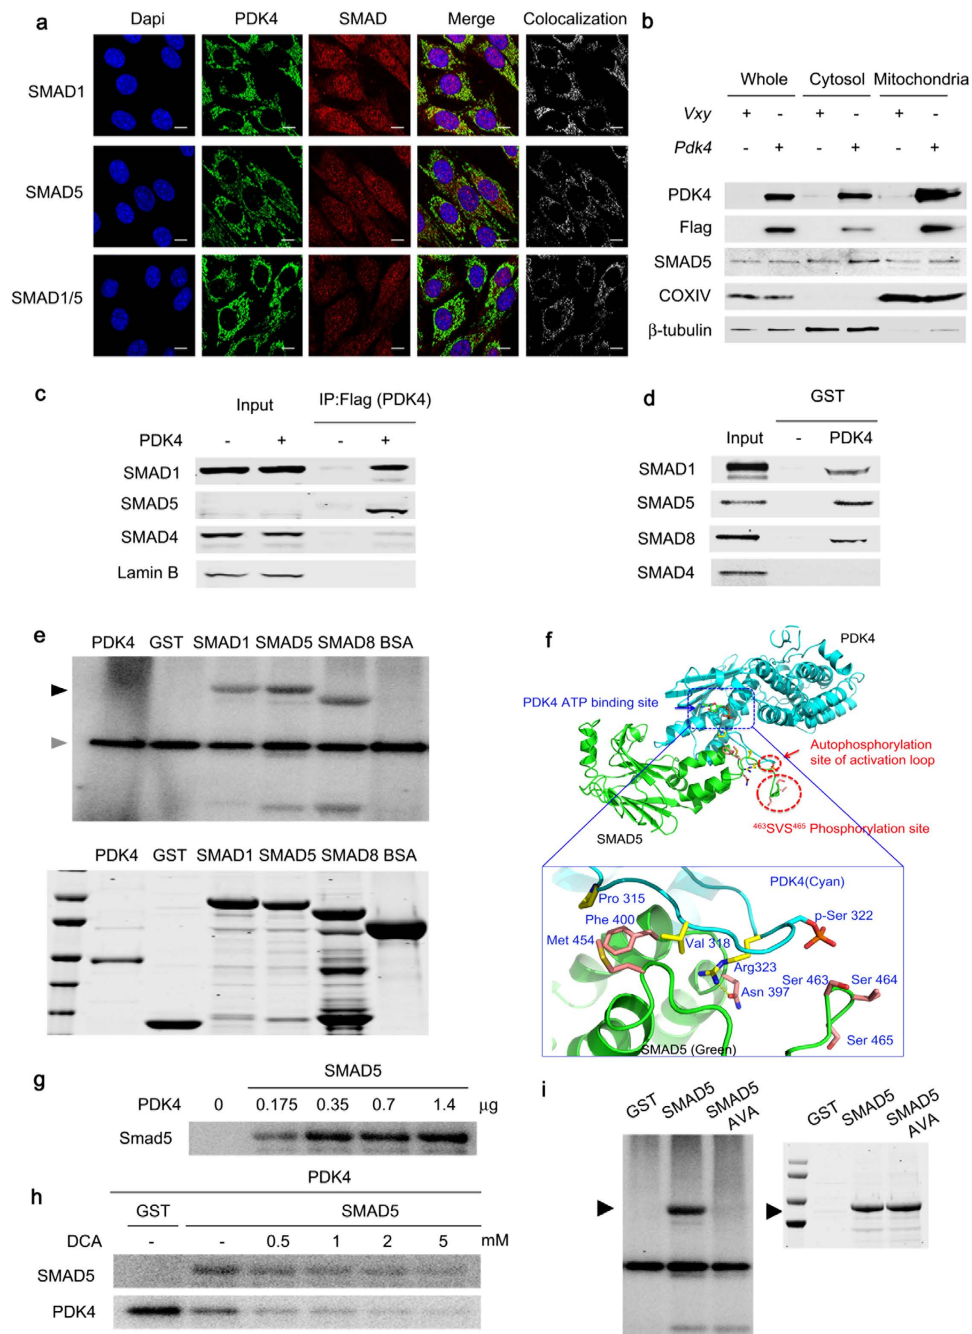 a
Dapi PDK4 SMAD Merge Colocalization
SMAD1
SMAD5
SMAD1/5
b
Whole Cytosol Mitochondria
Vxy + - + - + -
Pdk4 - + - + - +
PDK4
Flag
SMAD5
COXIV
β-tubulin
c
Input IP:Flag (PDK4)
PDK4 - + - +
SMAD1
SMAD5
SMAD4
Lamin B
d
GST
Input - PDK4
SMAD1
SMAD5
SMAD8
SMAD4
e
PDK4 GST SMAD1 SMAD5 SMAD8 BSA
PDK4 GST SMAD1 SMAD5 SMAD8 BSA
f
PDK4
PDK4 ATP binding site
Autophosphorylation
site of activation loop
SMAD5
463SVS465 Phosphorylation site
PDK4(Cyan)
Pro 315
p-Ser 322
Phe 400
Met 454
Val 318
Arg323
Ser 463 Ser 464
Asn 397
Ser 465
SMAD5 (Green)
g
SMAD5
PDK4 0 0.175 0.35 0.7 1.4 μg
Smad5
h
PDK4
GST SMAD5
DCA - - 0.5 1 2 5 mM
SMAD5
PDK4
i
GST SMAD5 SMAD5 AVA
GST SMAD5 SMAD5 AVA